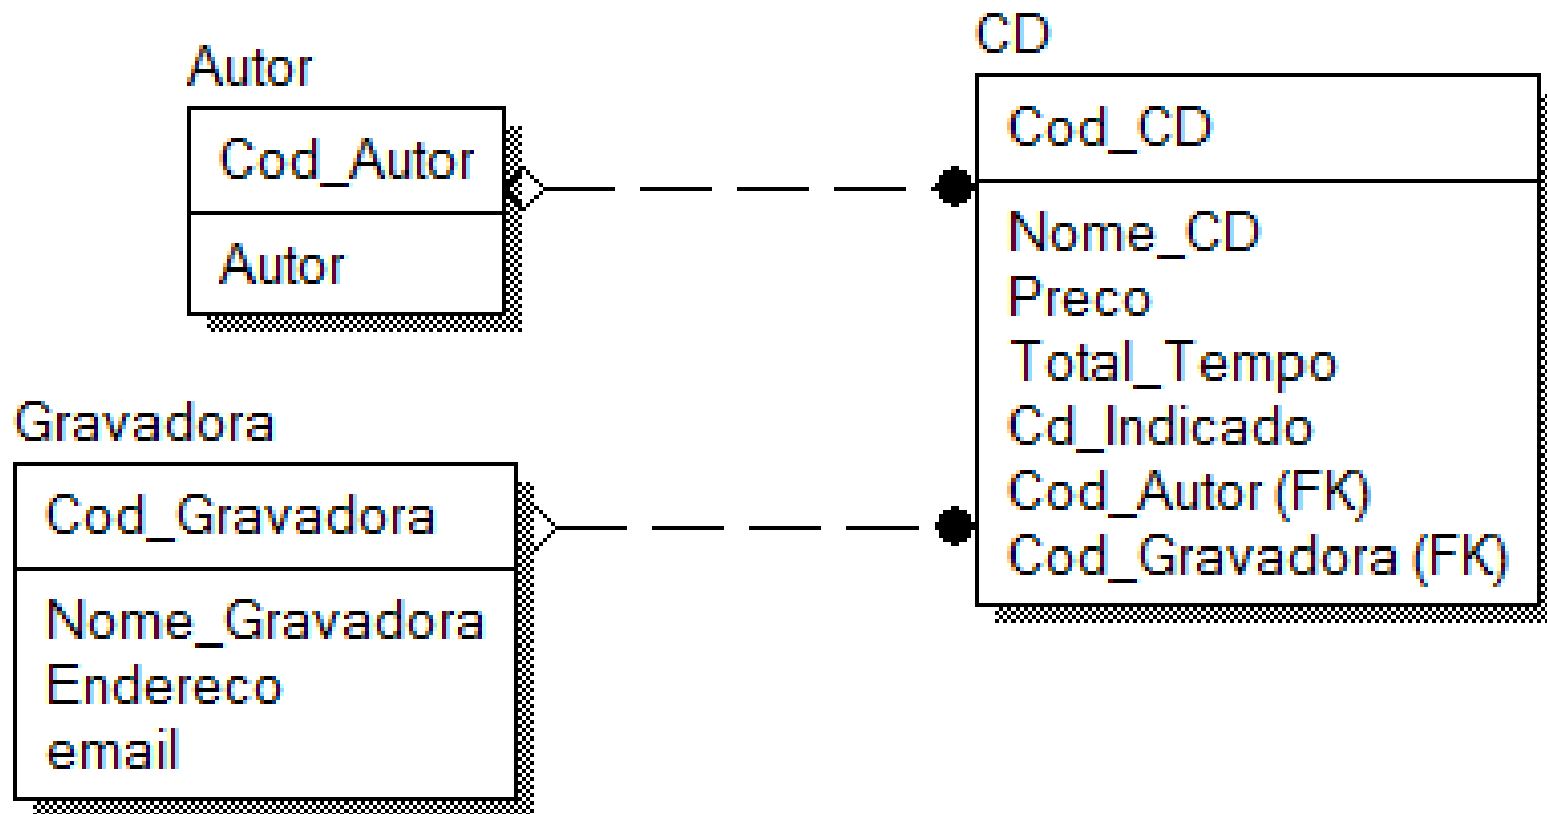 Autor
Cod_Autor
Autor
Gravadora
Cod_Gravadora
Nome_Gravadora
Endereco
email
CD
Cod_CD
Nome_CD
Preco
Total_Tempo
Cd_Indicado
Cod_Autor (FK)
Cod_Gravadora (FK)